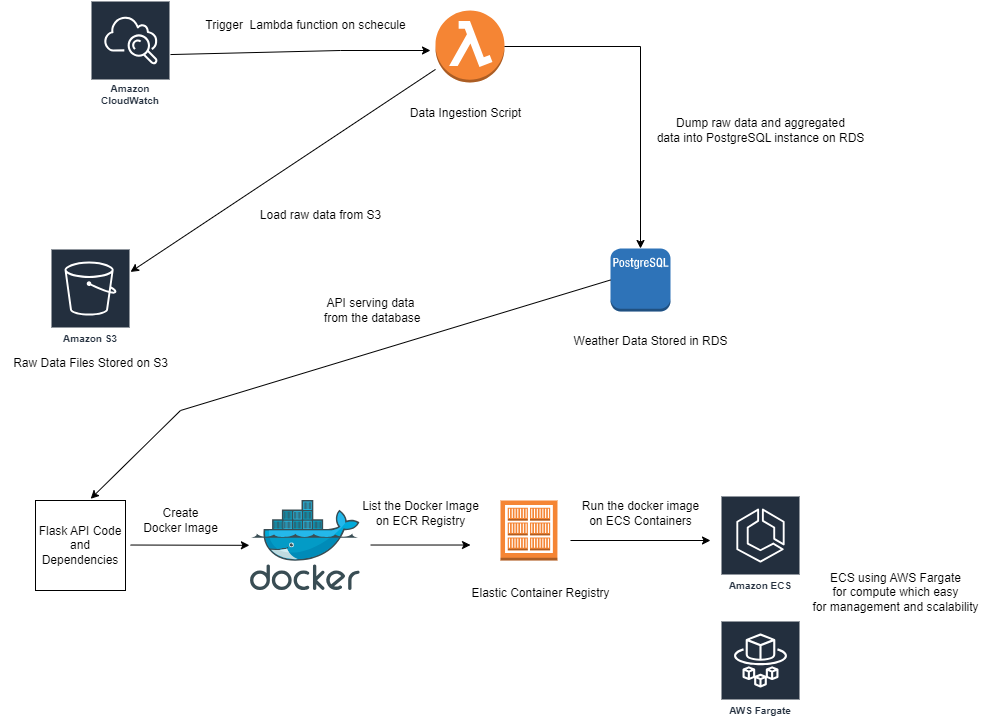 Trigger  Lambda function on schecule
Amazon
CloudWatch
Data Ingestion Script
Dump raw data and aggregated
data into PostgreSQL instance on RDS
Load raw data from S3
PostgreSQL
API serving data
from the database
Amazon S3
Raw Data Files Stored on S3
Weather Data Stored in RDS
Flask API Code
and
Dependencies
Create
Docker Image
docker
List the Docker Image
on ECR Registry
Elastic Container Registry
Run the docker image
on ECS Containers
Amazon ECS
ECS using AWS Fargate
for compute which easy
for management and scalability
AWS Fargate